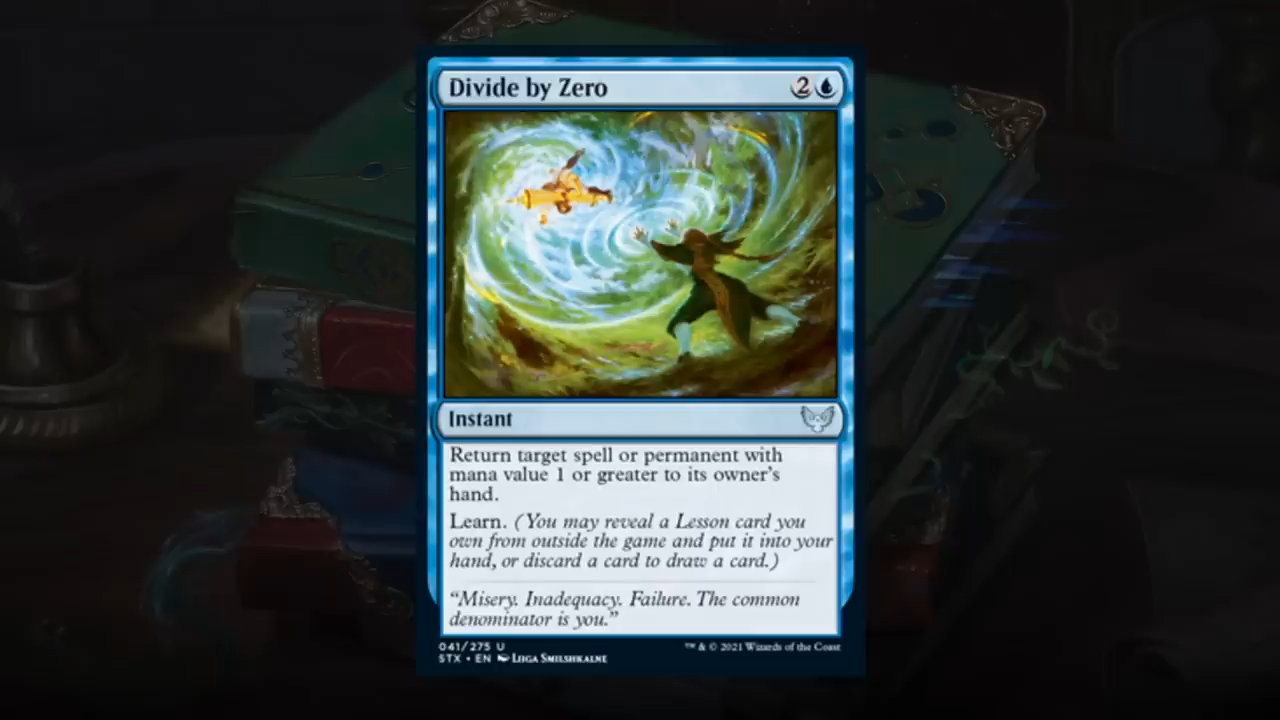 Divide by Zero 2
Instant
Return target spell or permanent with
mana value 1 or greater to its owner's
hand.
Learn. (You may reveal a Lesson card you
own from outside the game and put it into your
hand, or discard a card to draw a card.)
“Misery. Inadequacy. Failure. The common
denominator is you.”
041/275 U
STX • EN Liiga Smilshkalne
™ & © 2021 Wizards of the Coast